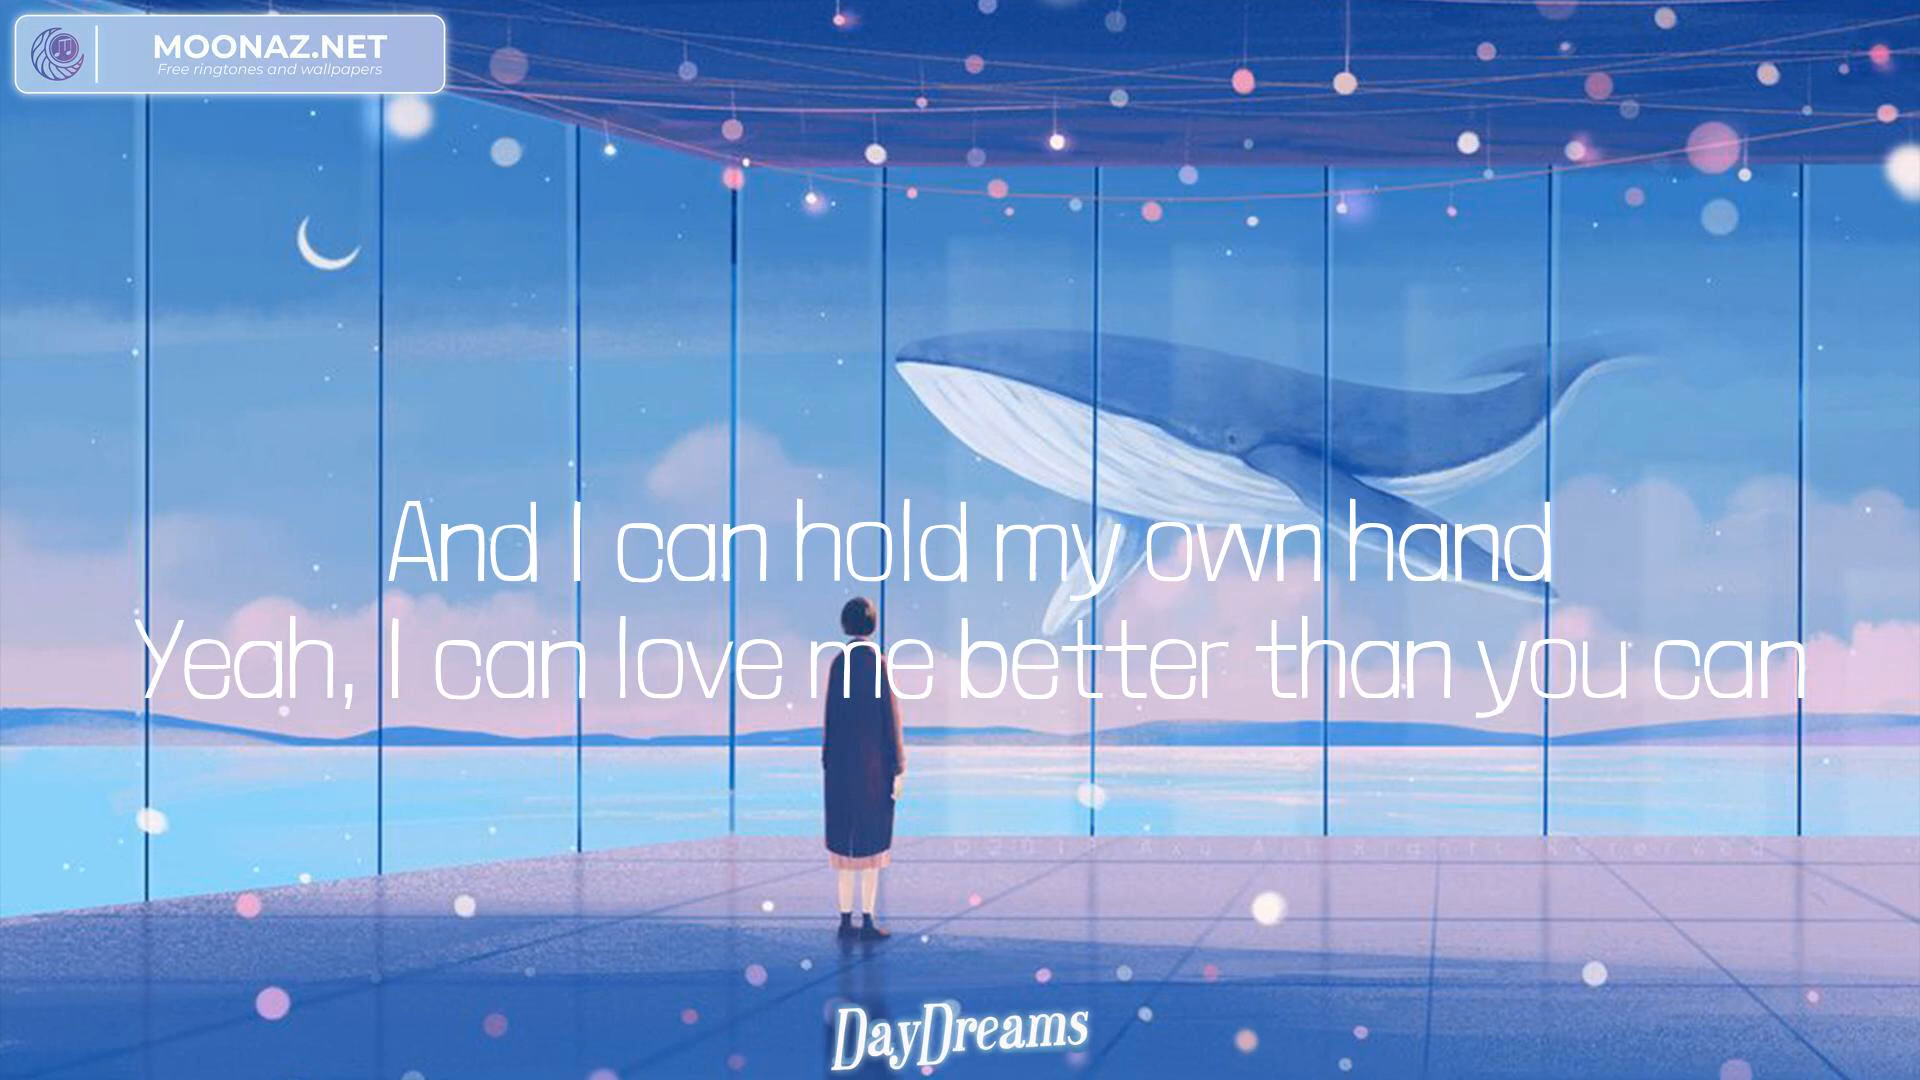 MOONAZ.NET
Free ringtones and wallpapers
And I can hold my own hand
Yeah, I can love me better than you can
DayDreams